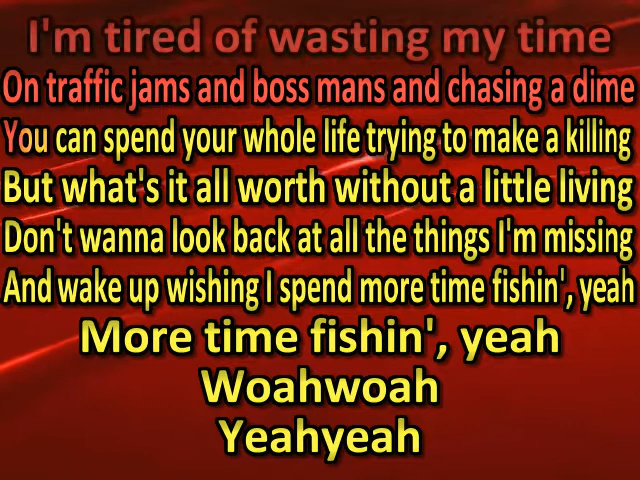 I'm tired of wasting my time
On traffic jams and boss mans and chasing a dime
You can spend your whole life trying to make a killing
But what's it all worth without a little living
Don't wanna look back at all the things I'm missing
And wake up wishing I spend more time fishin', yeah
More time fishin', yeah
Woahwoah
Yeahyeah